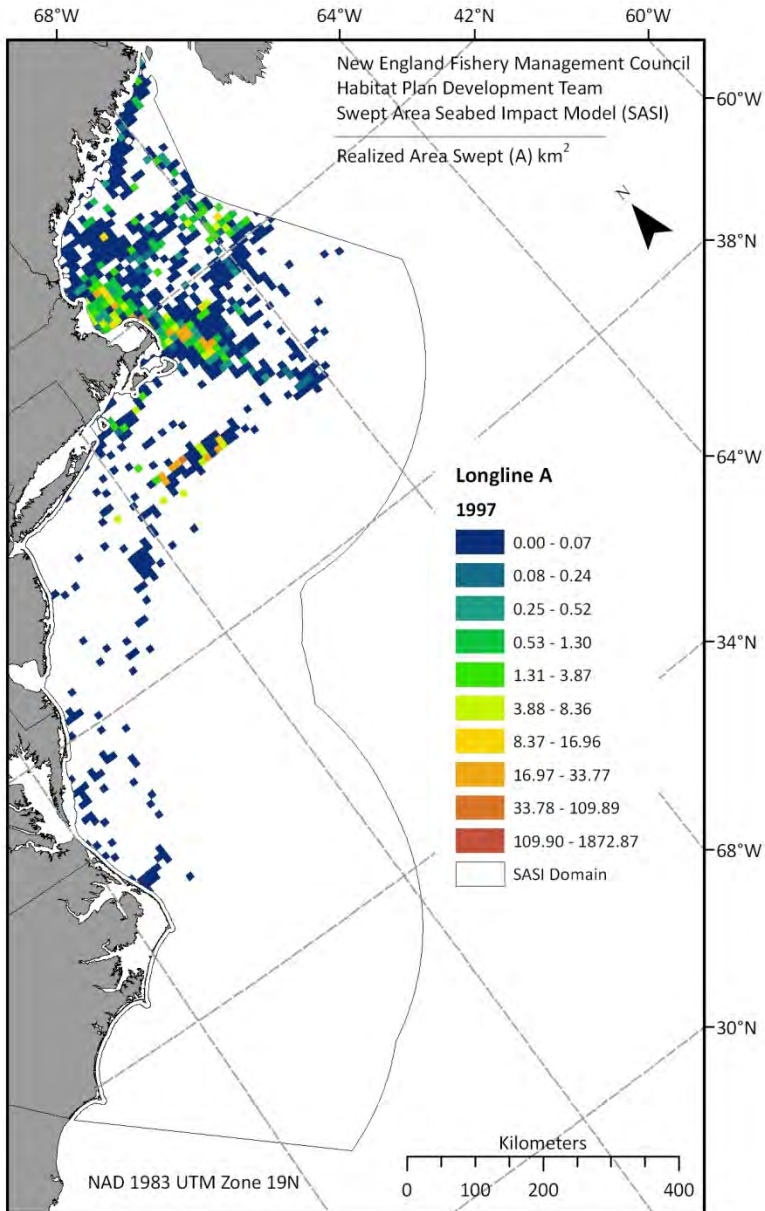 68°W 64°W 42°N 60°W
New England Fishery Management Council
Habitat Plan Development Team
Swept Area Seabed Impact Model (SASI)
Realized Area Swept (A) km²
N
60°W
38°N
64°W
34°N
68°W
30°N
Longline A
1997
0.00 - 0.07
0.08 - 0.24
0.25 - 0.52
0.53 - 1.30
1.31 - 3.87
3.88 - 8.36
8.37 - 16.96
16.97 - 33.77
33.78 - 109.89
109.90 - 1872.87
SASI Domain
Kilometers
0 100 200 300 400
NAD 1983 UTM Zone 19N